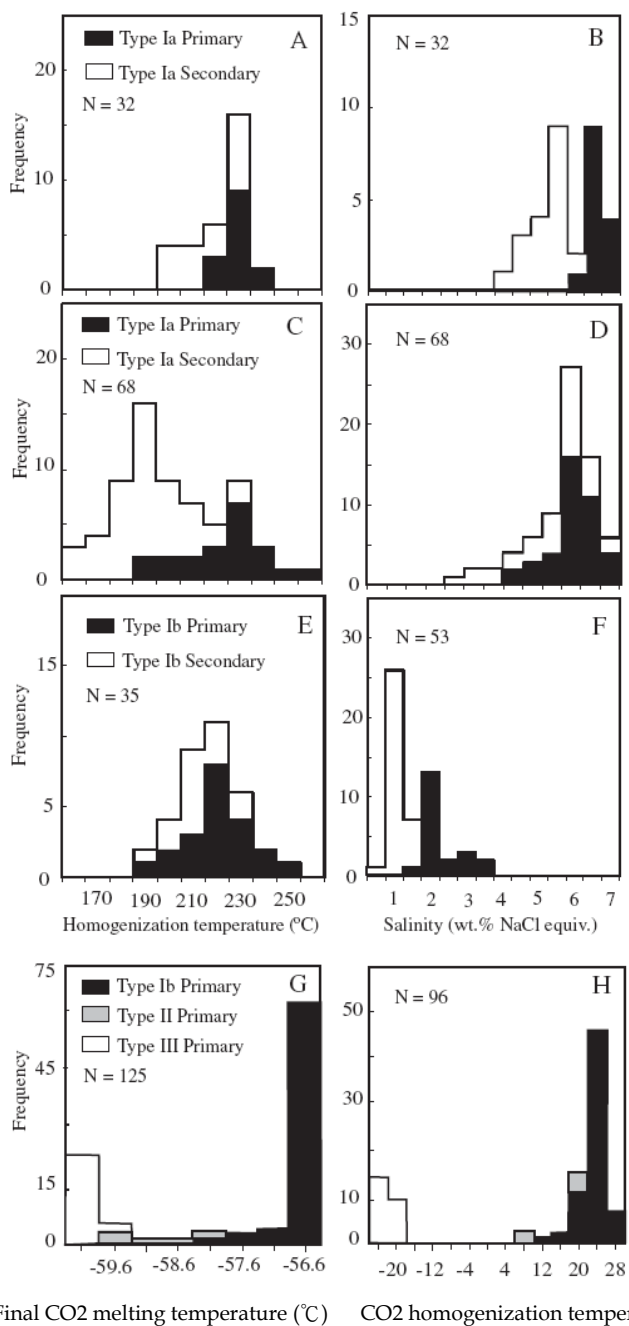 Type Ia Primary
Type Ia Secondary
N = 32
A
20
10
0
Frequency
B
N = 32
15
10
5
0
Type Ia Primary
Type Ia Secondary
N = 68
C
20
10
0
Frequency
D
N = 68
30
20
10
0
Type Ib Primary
Type Ib Secondary
N = 35
E
15
5
0
Frequency
170 190 210 230 250
Homogenization temperature (ºC)
F
N = 53
30
20
10
0
1 2 3 4 5 6 7
Salinity (wt.% NaCl equiv.)
Type Ib Primary
Type II Primary
Type III Primary
N = 125
G
75
45
15
0
Frequency
-59.6 -58.6 -57.6 -56.6
Final CO2 melting temperature (℃)
H
N = 96
50
30
10
0
-20 -12 -4 4 12 20 28
CO2 homogenization temper